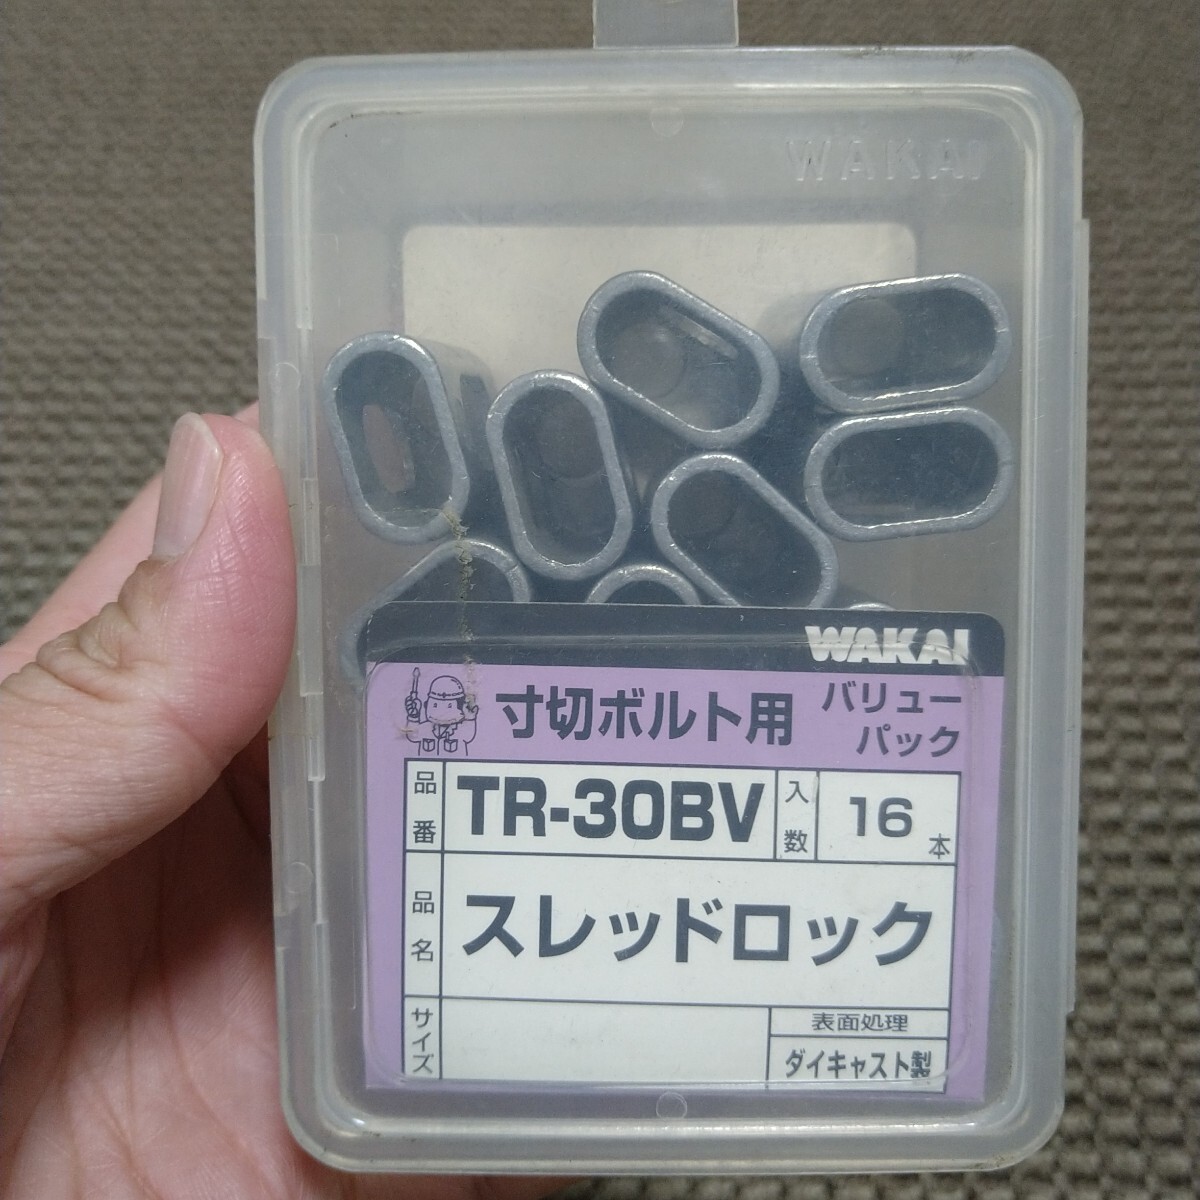 WAKAI
WAKAI
寸切ボルト用
バリュー
パック
品番
TR-30BV
入数
16本
品名
スレッドロック
サイズ
表面処理
ダイキャスト製